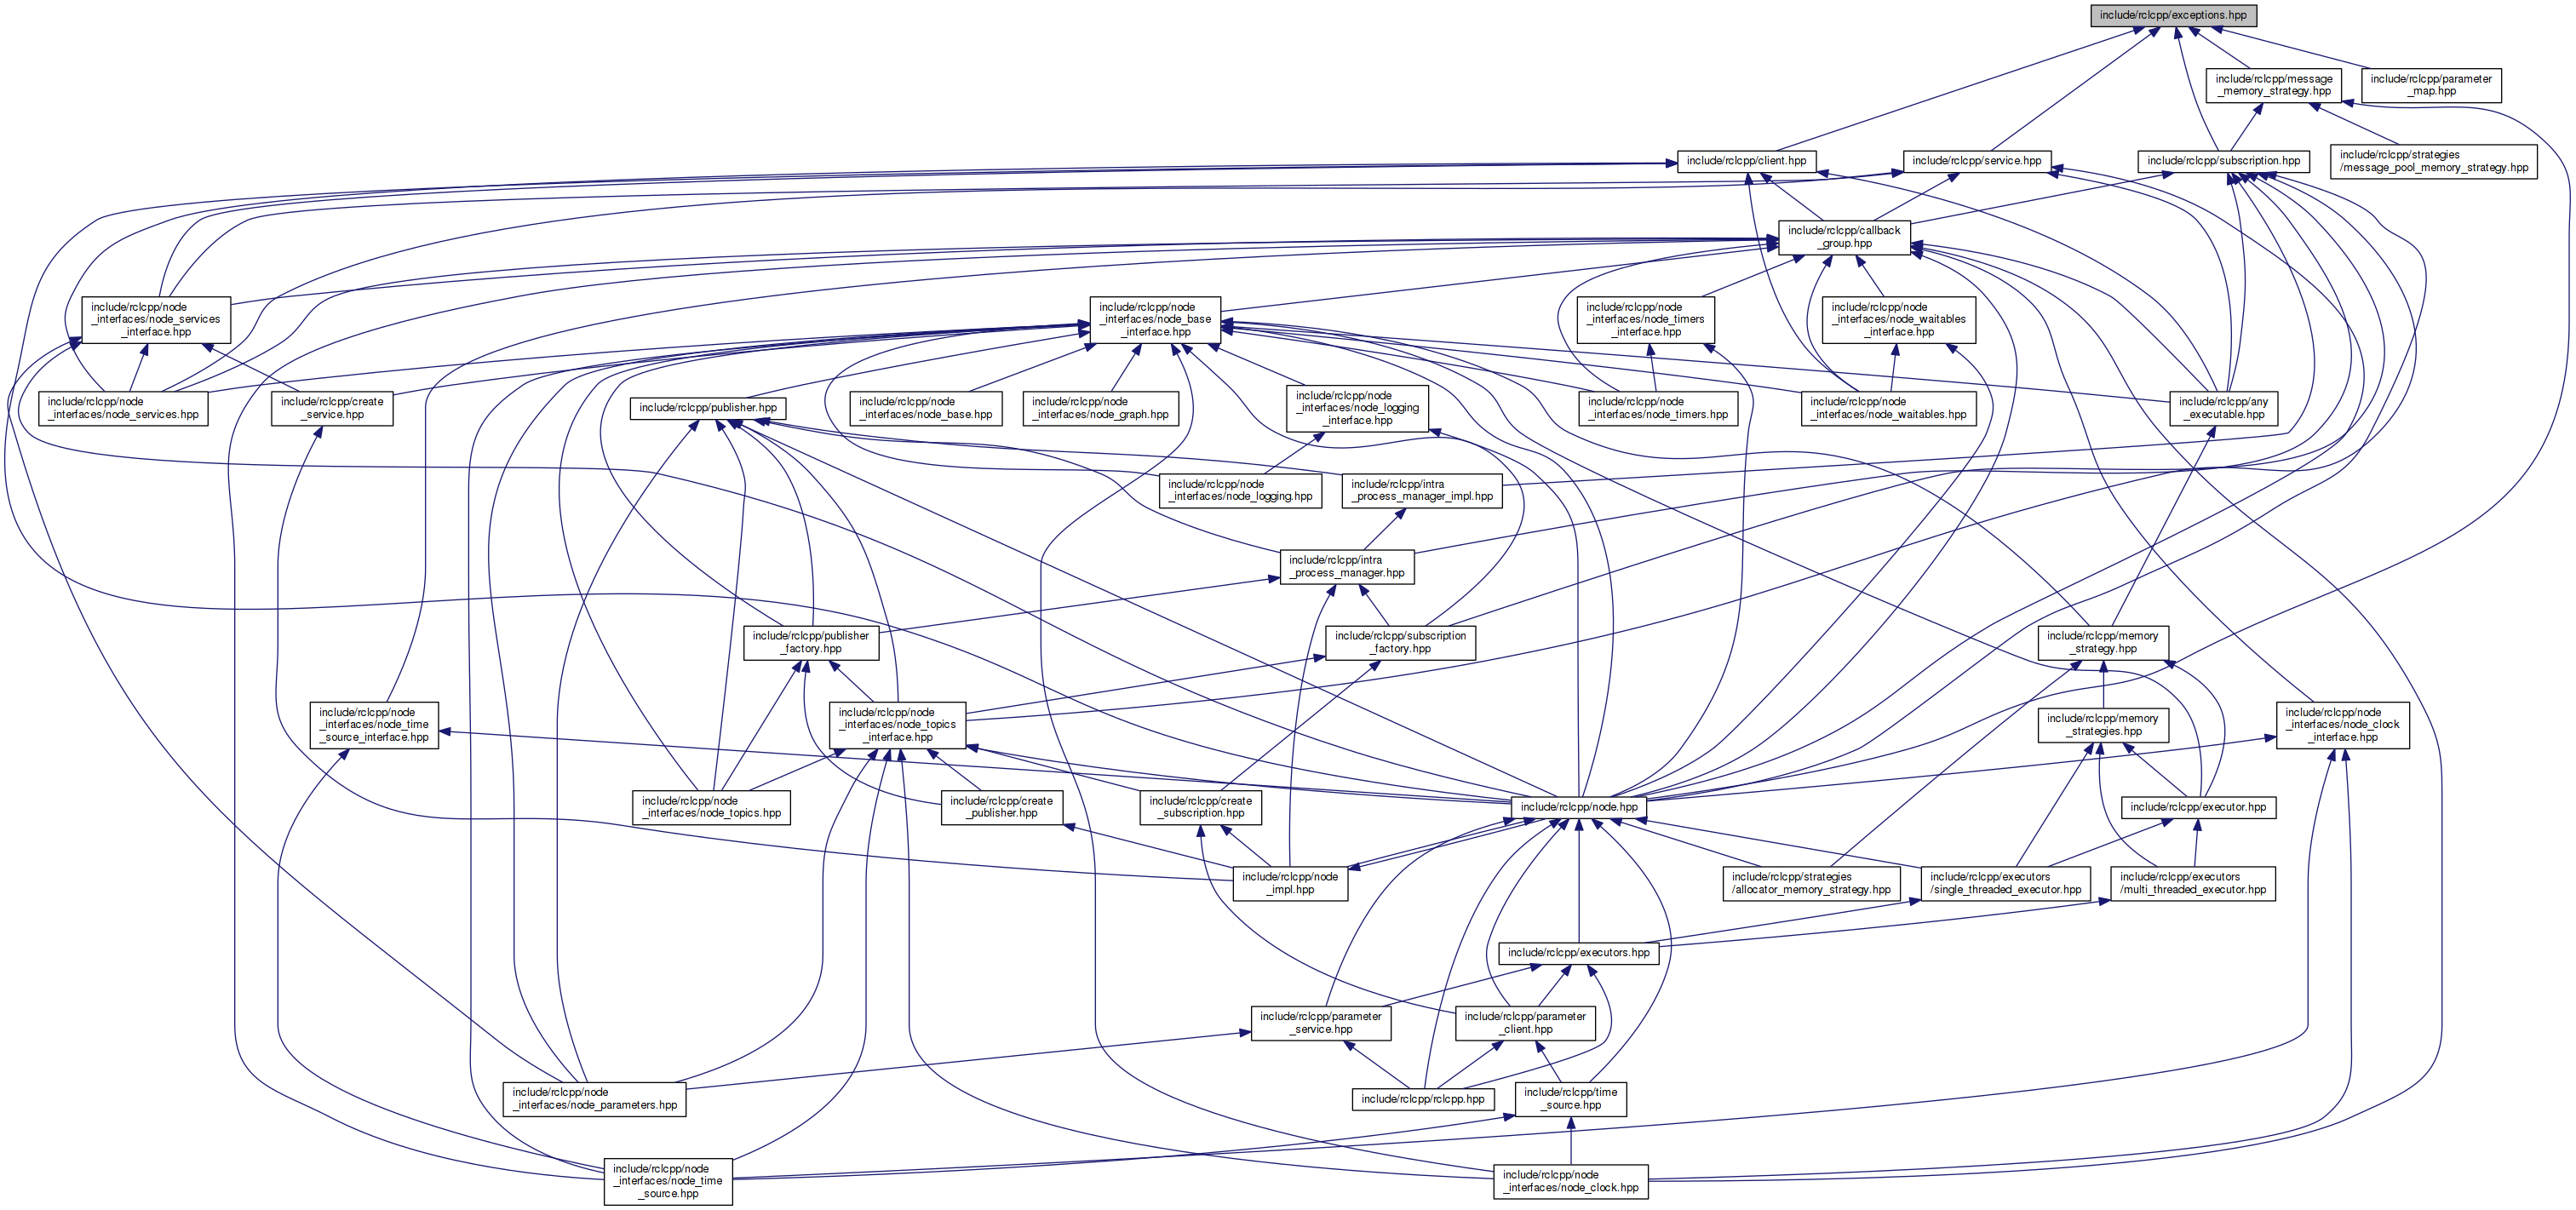 include/rclcpp/exceptions.hpp
include/rclcpp/message
_memory_strategy.hpp
include/rclcpp/parameter
_map.hpp
include/rclcpp/client.hpp
include/rclcpp/service.hpp
include/rclcpp/subscription.hpp
include/rclcpp/strategies
/message_pool_memory_strategy.hpp
include/rclcpp/callback
_group.hpp
include/rclcpp/node
_interfaces/node_services
_interface.hpp
include/rclcpp/node
_interfaces/node_base
_interface.hpp
include/rclcpp/node
_interfaces/node_timers
_interface.hpp
include/rclcpp/node
_interfaces/node_waitables
_interface.hpp
include/rclcpp/node
_interfaces/node_services.hpp
include/rclcpp/create
_service.hpp
include/rclcpp/publisher.hpp
include/rclcpp/node
_interfaces/node_base.hpp
include/rclcpp/node
_interfaces/node_graph.hpp
include/rclcpp/node
_interfaces/node_logging
_interface.hpp
include/rclcpp/node
_interfaces/node_timers.hpp
include/rclcpp/node
_interfaces/node_waitables.hpp
include/rclcpp/any
_executable.hpp
include/rclcpp/node
_interfaces/node_logging.hpp
include/rclcpp/intra
_process_manager_impl.hpp
include/rclcpp/intra
_process_manager.hpp
include/rclcpp/publisher
_factory.hpp
include/rclcpp/subscription
_factory.hpp
include/rclcpp/memory
_strategy.hpp
include/rclcpp/node
_interfaces/node_time
_source_interface.hpp
include/rclcpp/node
_interfaces/node_topics
_interface.hpp
include/rclcpp/memory
_strategies.hpp
include/rclcpp/node
_interfaces/node_clock
_interface.hpp
include/rclcpp/node
_interfaces/node_topics.hpp
include/rclcpp/create
_publisher.hpp
include/rclcpp/create
_subscription.hpp
include/rclcpp/node.hpp
include/rclcpp/executor.hpp
include/rclcpp/node
_impl.hpp
include/rclcpp/strategies
/allocator_memory_strategy.hpp
include/rclcpp/executors
/single_threaded_executor.hpp
include/rclcpp/executors
/multi_threaded_executor.hpp
include/rclcpp/executors.hpp
include/rclcpp/parameter
_service.hpp
include/rclcpp/parameter
_client.hpp
include/rclcpp/node
_interfaces/node_parameters.hpp
include/rclcpp/rclcpp.hpp
include/rclcpp/time
_source.hpp
include/rclcpp/node
_interfaces/node_time
_source.hpp
include/rclcpp/node
_interfaces/node_clock.hpp